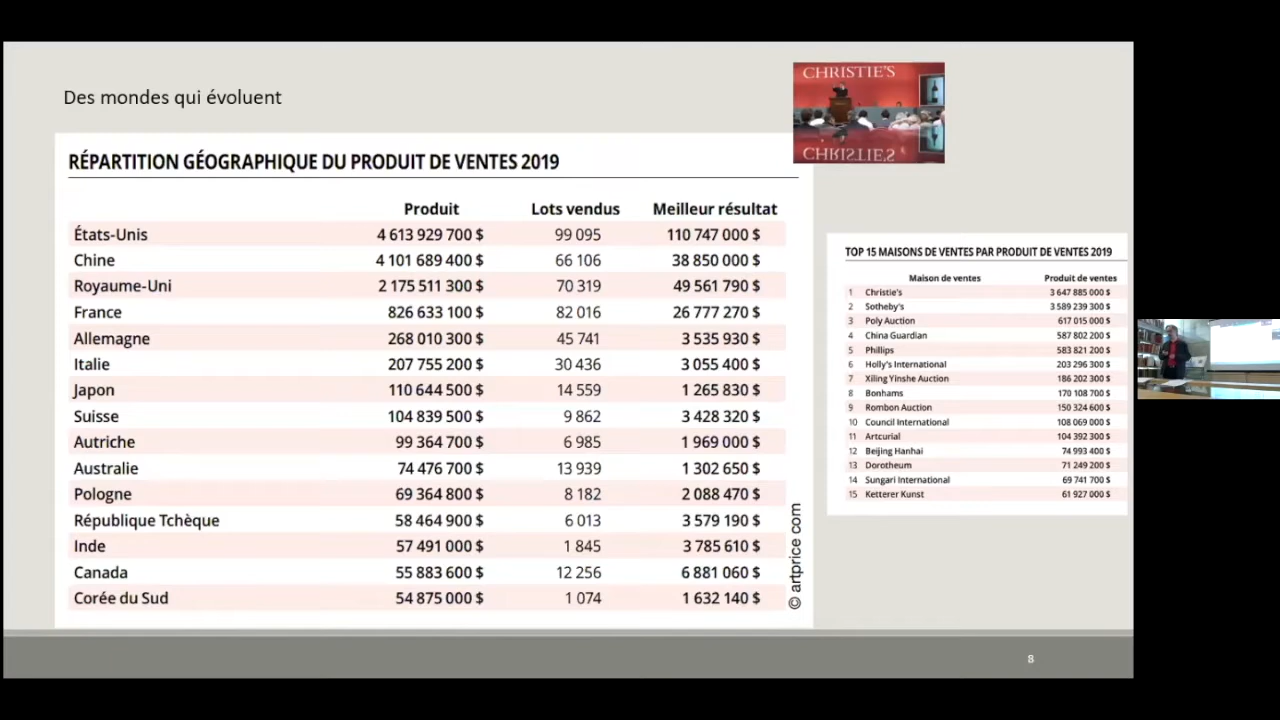 Des mondes qui évoluent
CHRISTIE'S
CHRISTIE'S
RÉPARTITION GÉOGRAPHIQUE DU PRODUIT DE VENTES 2019
Produit Lots vendus Meilleur résultat
États-Unis 4 613 929 700 $ 99 095 110 747 000 $
Chine 4 101 689 400 $ 66 106 38 850 000 $
Royaume-Uni 2 175 511 300 $ 70 319 49 561 790 $
France 826 633 100 $ 82 016 26 777 270 $
Allemagne 268 010 300 $ 45 741 3 535 930 $
Italie 207 755 200 $ 30 436 3 055 400 $
Japon 110 644 500 $ 14 559 1 265 830 $
Suisse 104 839 500 $ 9 862 3 428 320 $
Autriche 99 364 700 $ 6 985 1 969 000 $
Australie 74 476 700 $ 13 939 1 302 650 $
Pologne 69 364 800 $ 8 182 2 088 470 $
République Tchèque 58 464 900 $ 6 013 3 579 190 $
Inde 57 491 000 $ 1 845 3 785 610 $
Canada 55 883 600 $ 12 256 6 881 060 $
Corée du Sud 54 875 000 $ 1 074 1 632 140 $
© artprice com
TOP 15 MAISONS DE VENTES PAR PRODUIT DE VENTES 2019
Maison de ventes Produit de ventes
1 Christie's 3 647 885 000 $
2 Sotheby's 3 589 239 300 $
3 Poly Auction 617 015 000 $
4 China Guardian 587 802 200 $
5 Phillips 583 821 200 $
6 Holly's International 203 296 300 $
7 Xiling Yinshe Auction 186 202 300 $
8 Bonhams 170 108 700 $
9 Rombon Auction 150 324 600 $
10 Council International 108 069 000 $
11 Artcurial 104 392 300 $
12 Beijing Hanhai 74 993 400 $
13 Dorotheum 71 249 200 $
14 Sungari International 69 741 700 $
15 Ketterer Kunst 61 927 000 $
8